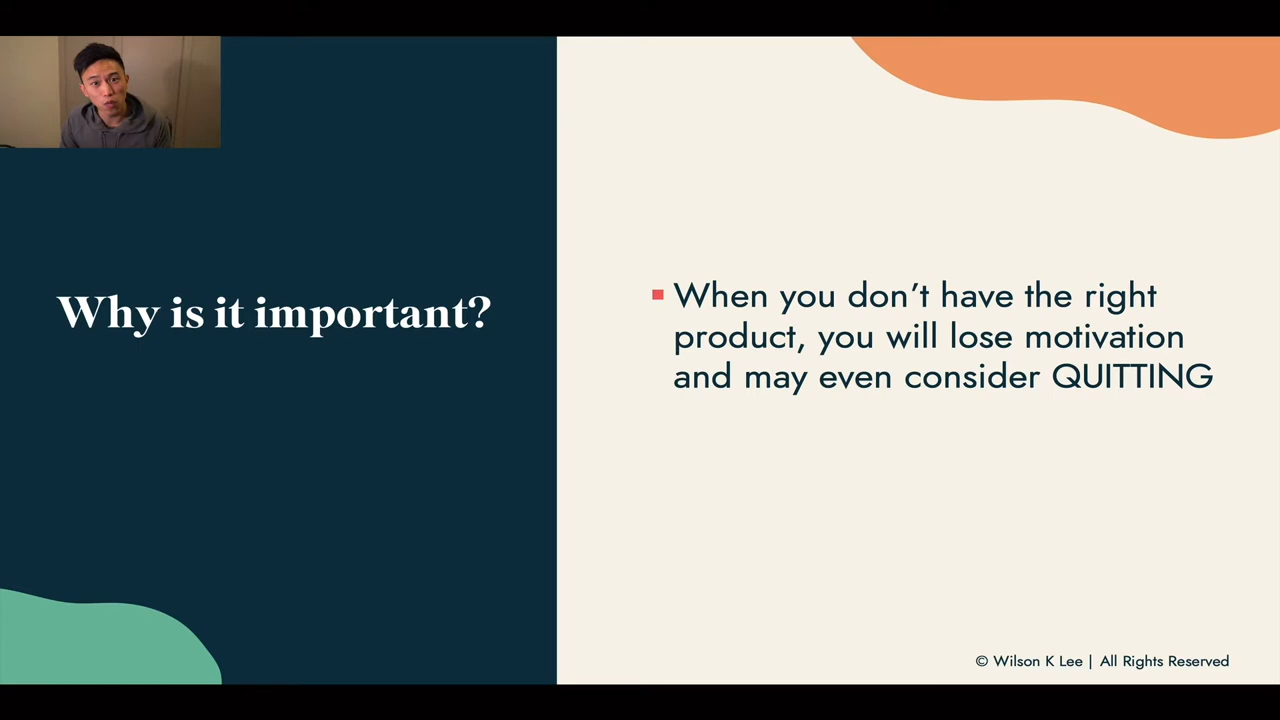 Why is it important?
When you don’t have the right
product, you will lose motivation
and may even consider QUITTING
© Wilson K Lee | All Rights Reserved